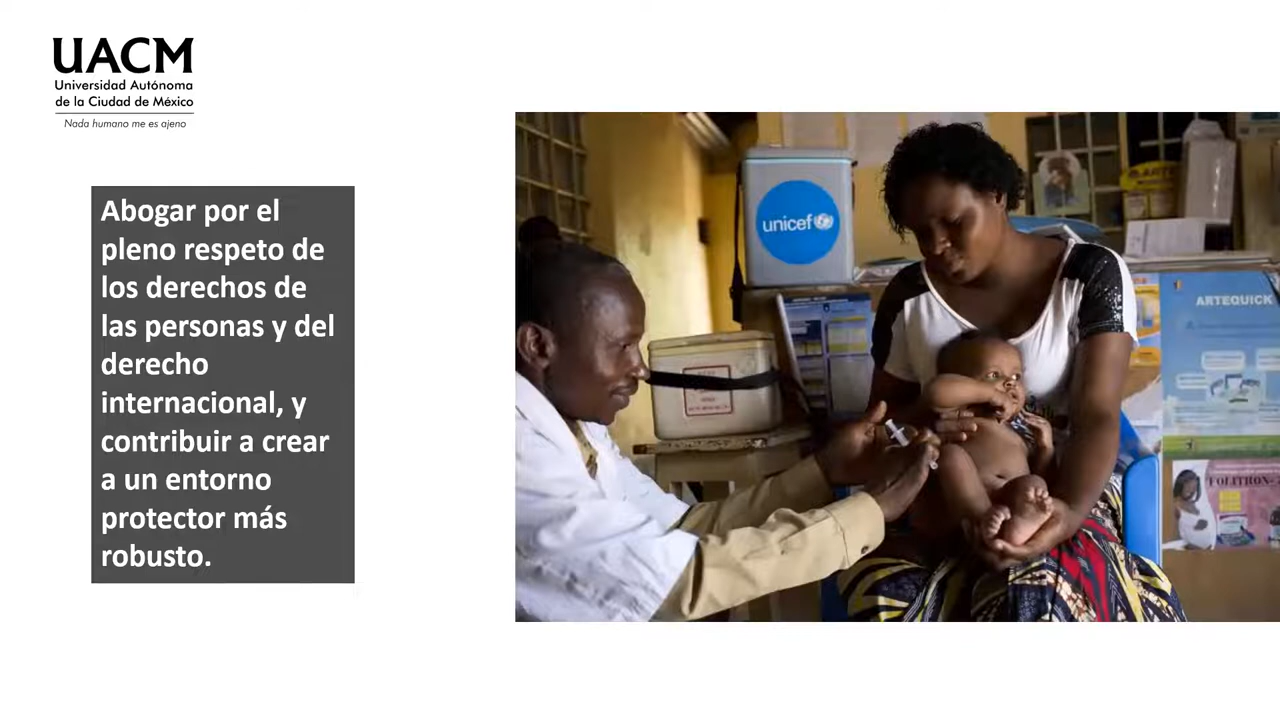 UACM
Universidad Autónoma
de la Ciudad de México
Nada humano me es ajeno
Abogar por el
pleno respeto de
los derechos de
las personas y del
derecho
internacional, y
contribuir a crear
a un entorno
protector más
robusto.
unicef
ARTEQUICK
FOLITRON-